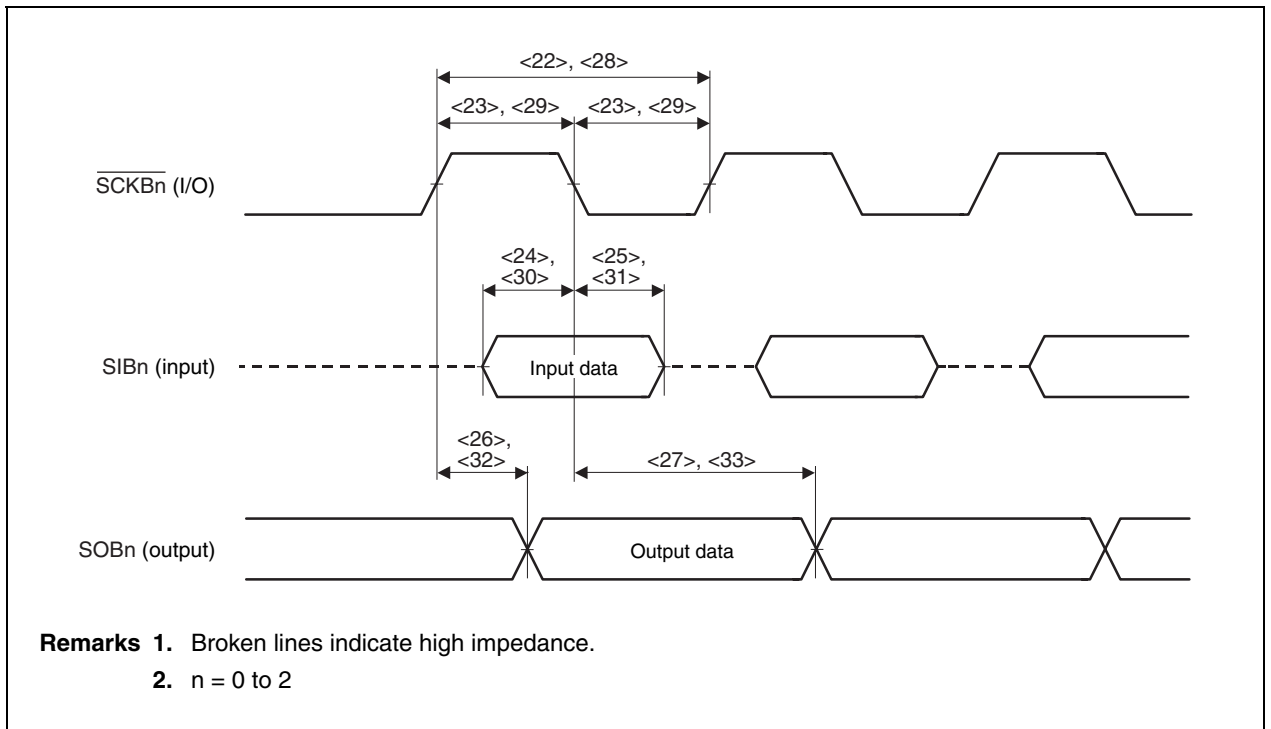 <22>, <28>
<23>, <29> <23>, <29>
SCKBn (I/O)
<24>, <25>,
<30> <31>
SIBn (input)
Input data
<26>,
<32>
<27>, <33>
SOBn (output)
Output data
Remarks 1. Broken lines indicate high impedance.
2. n = 0 to 2